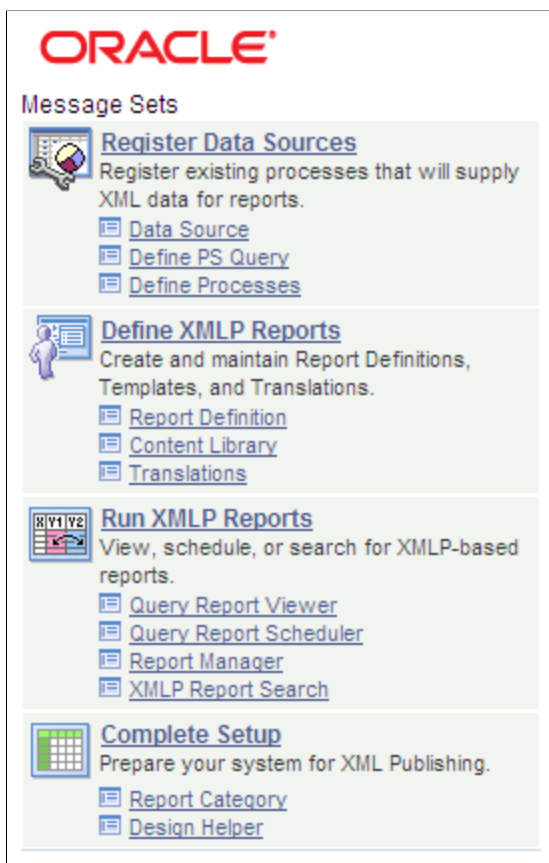 ORACLE
Message Sets
Register Data Sources
Register existing processes that will supply
XML data for reports.
Data Source
Define PS Query
Define Processes
Define XMLP Reports
Create and maintain Report Definitions,
Templates, and Translations.
Report Definition
Content Library
Translations
X Y1 Y2
Run XMLP Reports
View, schedule, or search for XMLP-based
reports.
Query Report Viewer
Query Report Scheduler
Report Manager
XMLP Report Search
Complete Setup
Prepare your system for XML Publishing.
Report Category
Design Helper